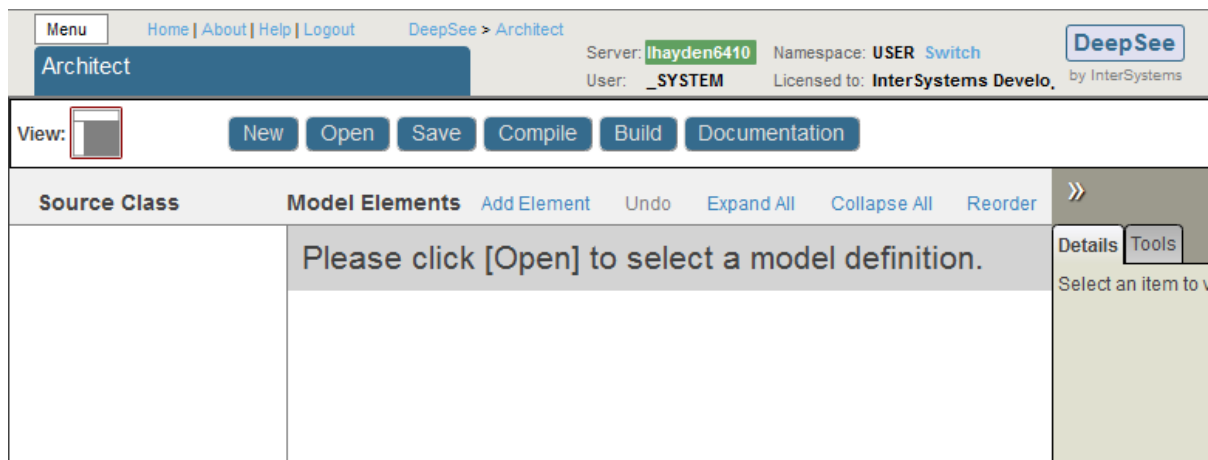 Menu Home | About | Help | Logout DeepSee > Architect
Architect
Server: lhayden6410 Namespace: USER Switch
User: _SYSTEM Licensed to: InterSystems Develo
DeepSee
by InterSystems
View: New Open Save Compile Build Documentation
Source Class Model Elements Add Element Undo Expand All Collapse All Reorder »
Please click [Open] to select a model definition.
Details Tools
Select an item to